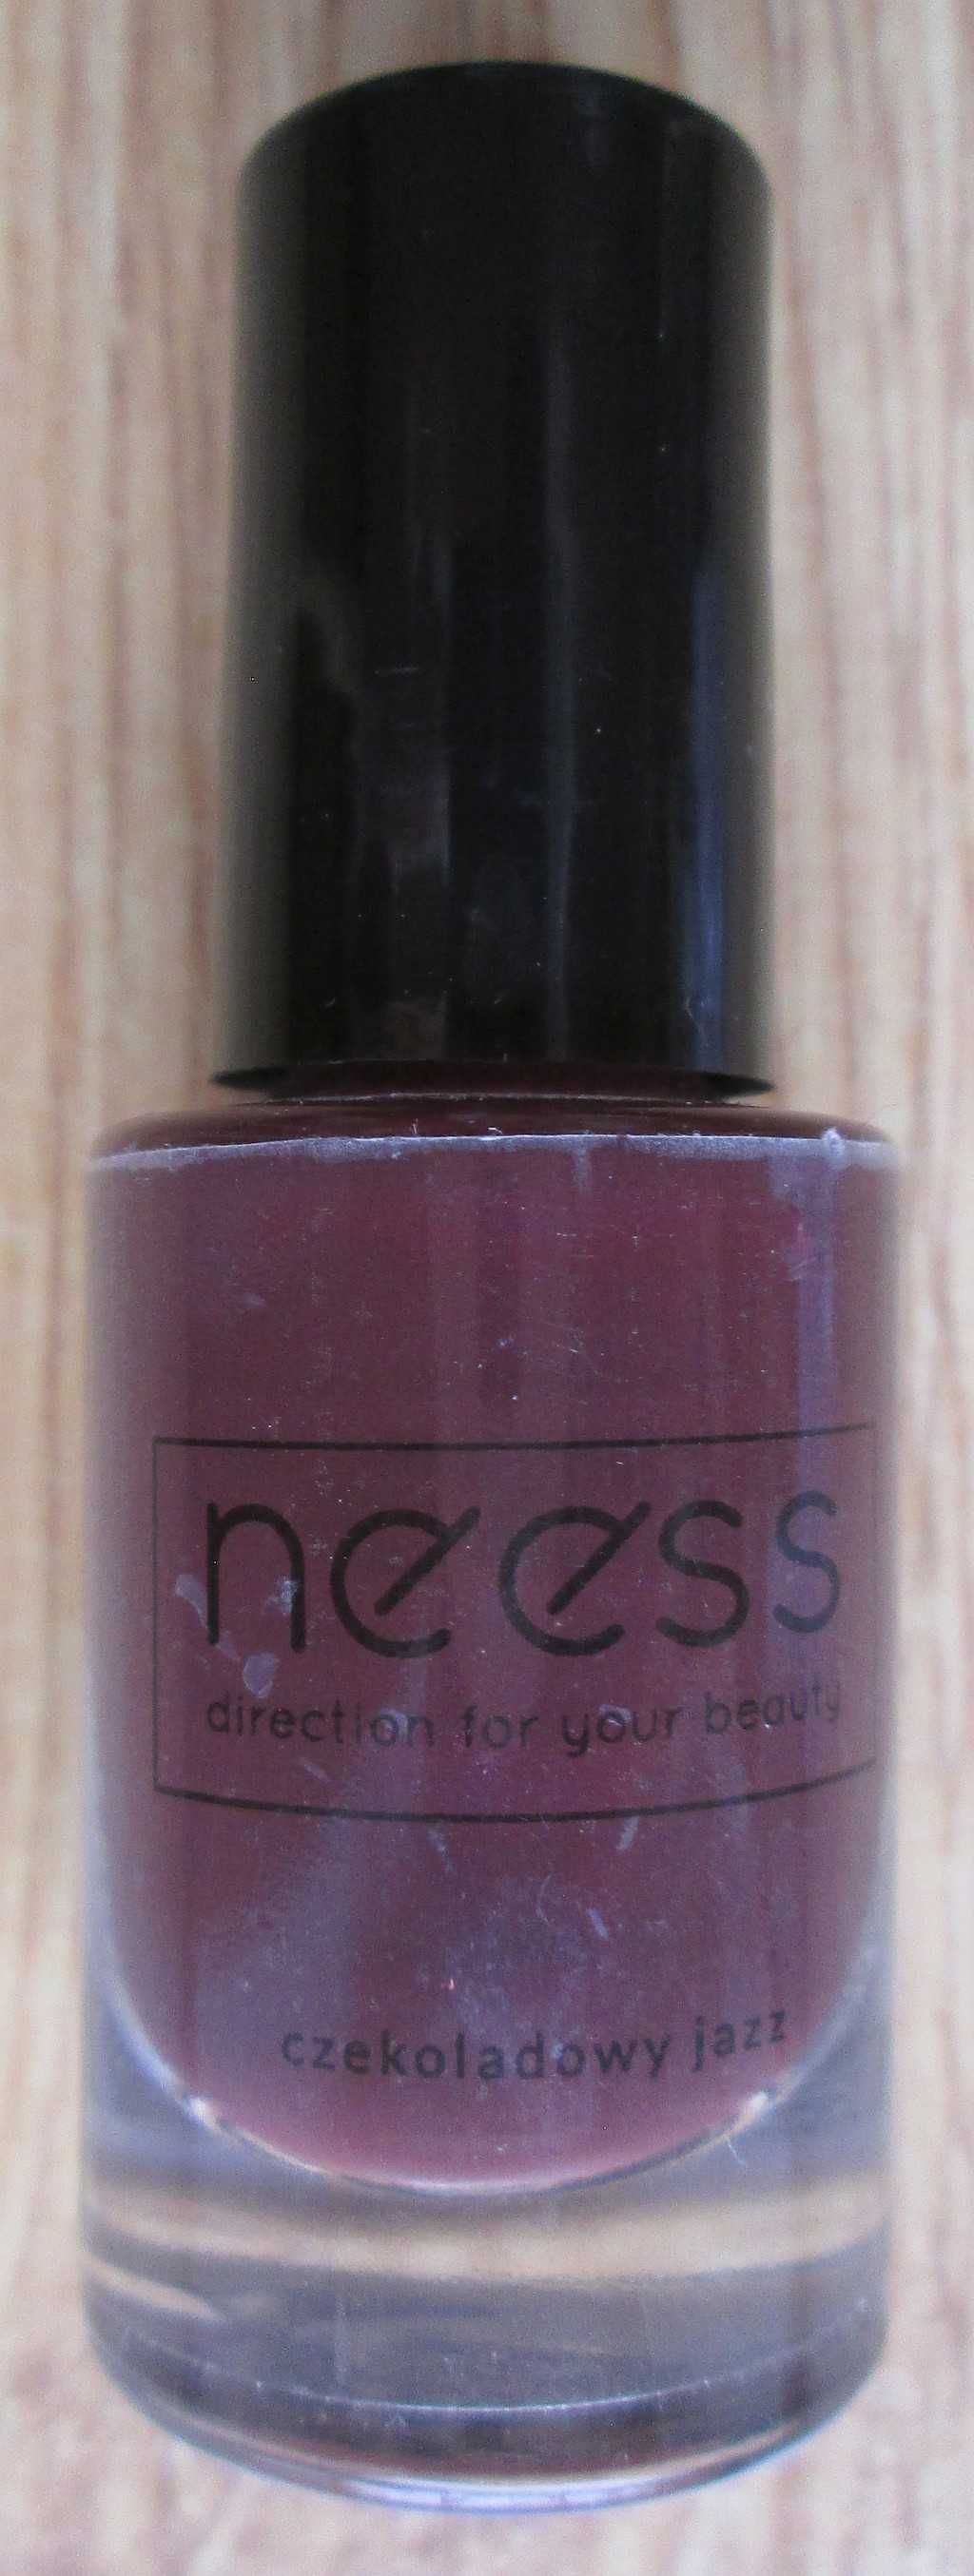 neess
direction for your beauty
czekoladowy jazz